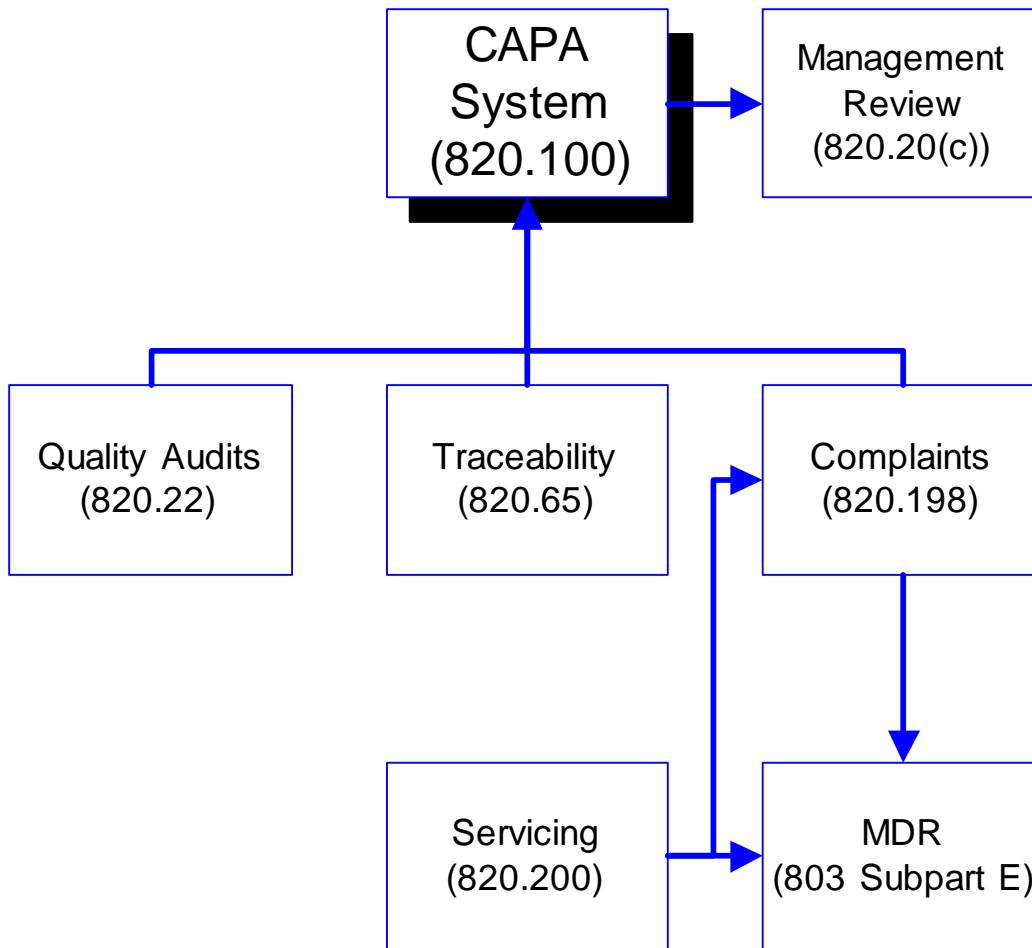 CAPA
System
(820.100)
Management
Review
(820.20(c))
Quality Audits
(820.22)
Traceability
(820.65)
Complaints
(820.198)
Servicing
(820.200)
MDR
(803 Subpart E)